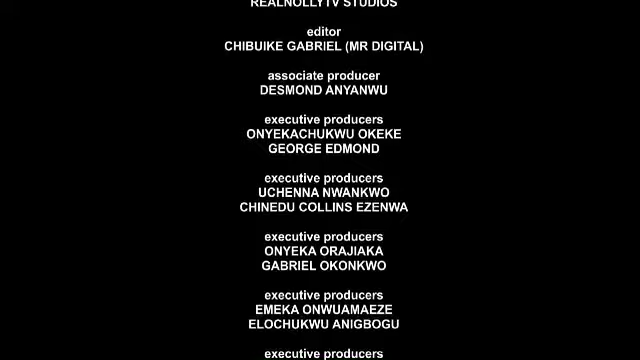 REALNOLLYTV STUDIOS
editor
CHIBUIKE GABRIEL (MR DIGITAL)
associate producer
DESMOND ANYANWU
executive producers
ONYEKACHUKWU OKEKE
GEORGE EDMOND
executive producers
UCHENNA NWANKWO
CHINEDU COLLINS EZENWA
executive producers
ONYEKA ORAJIAKA
GABRIEL OKONKWO
executive producers
EMEKA ONWUAMAEZE
ELOCHUKWU ANIGBOGU
executive producers